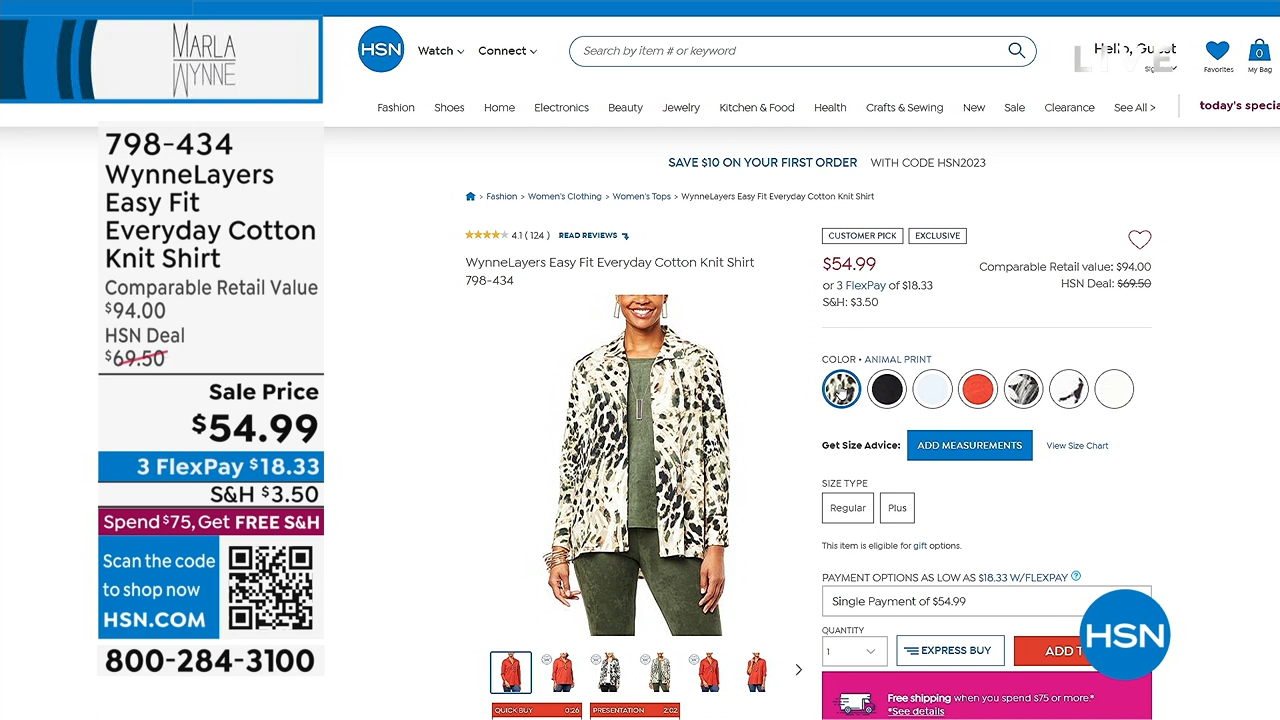 MARLA
WYNNE
798-434
WynneLayers
Easy Fit
Everyday Cotton
Knit Shirt
Comparable Retail Value
$94.00
HSN Deal
$69.50
Sale Price
$54.99
3 FlexPay $18.33
S&H $3.50
Spend $75, Get FREE S&H
Scan the code
to shop now
HSN.COM
800-284-3100
HSN
Watch
Connect
Search by item # or keyword
Hello, Guest
LIVE
Favorites
0
My Bag
Fashion Shoes Home Electronics Beauty Jewelry Kitchen & Food Health Crafts & Sewing New Sale Clearance See All >
today's specia
SAVE $10 ON YOUR FIRST ORDER WITH CODE HSN2023
> Fashion > Women's Clothing > Women's Tops > WynneLayers Easy Fit Everyday Cotton Knit Shirt
4.1 ( 124 ) READ REVIEWS
WynneLayers Easy Fit Everyday Cotton Knit Shirt
798-434
CUSTOMER PICK EXCLUSIVE
$54.99
Comparable Retail value: $94.00
or 3 FlexPay of $18.33
HSN Deal: $69.50
S&H: $3.50
COLOR • ANIMAL PRINT
Get Size Advice: ADD MEASUREMENTS View Size Chart
SIZE TYPE
Regular Plus
This item is eligible for gift options.
PAYMENT OPTIONS AS LOW AS $18.33 W/FLEXPAY ?
Single Payment of $54.99
QUANTITY
1
EXPRESS BUY
ADD T
HSN
QUICK BUY 0:26 PRESENTATION 2:02
Free shipping when you spend $75 or more.*
*See details